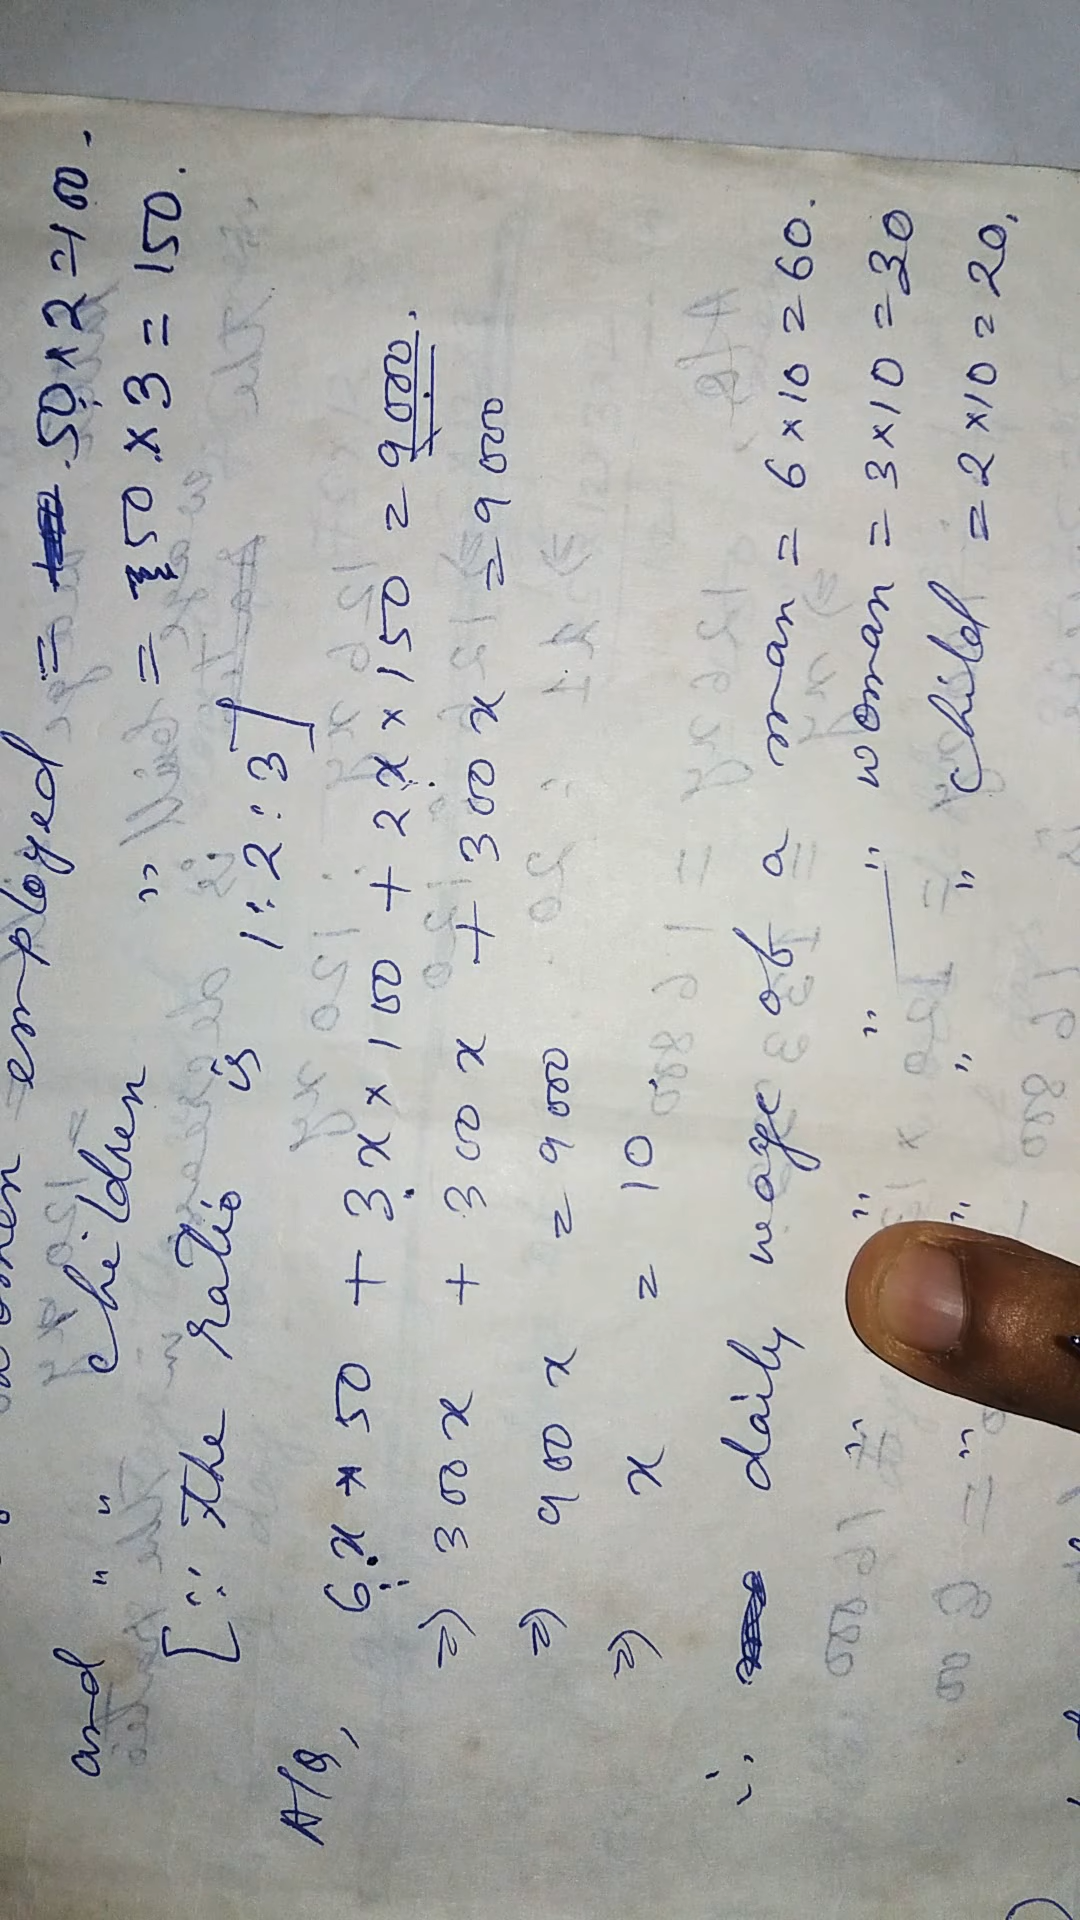 women employed = 50 × 2 = 100.
and " " children " = 50 × 3 = 150.
[∵ the ratio is 1:2:3]
A/Q, 6x × 50 + 3x × 100 + 2x × 150 = 9000.
⇒ 300x + 300x + 300x = 9000
⇒ 900x = 9000
⇒ x = 10
∴ daily wage of a man = 6 × 10 = 60.
" " " " woman = 3 × 10 = 30
" " " " child = 2 × 10 = 20.